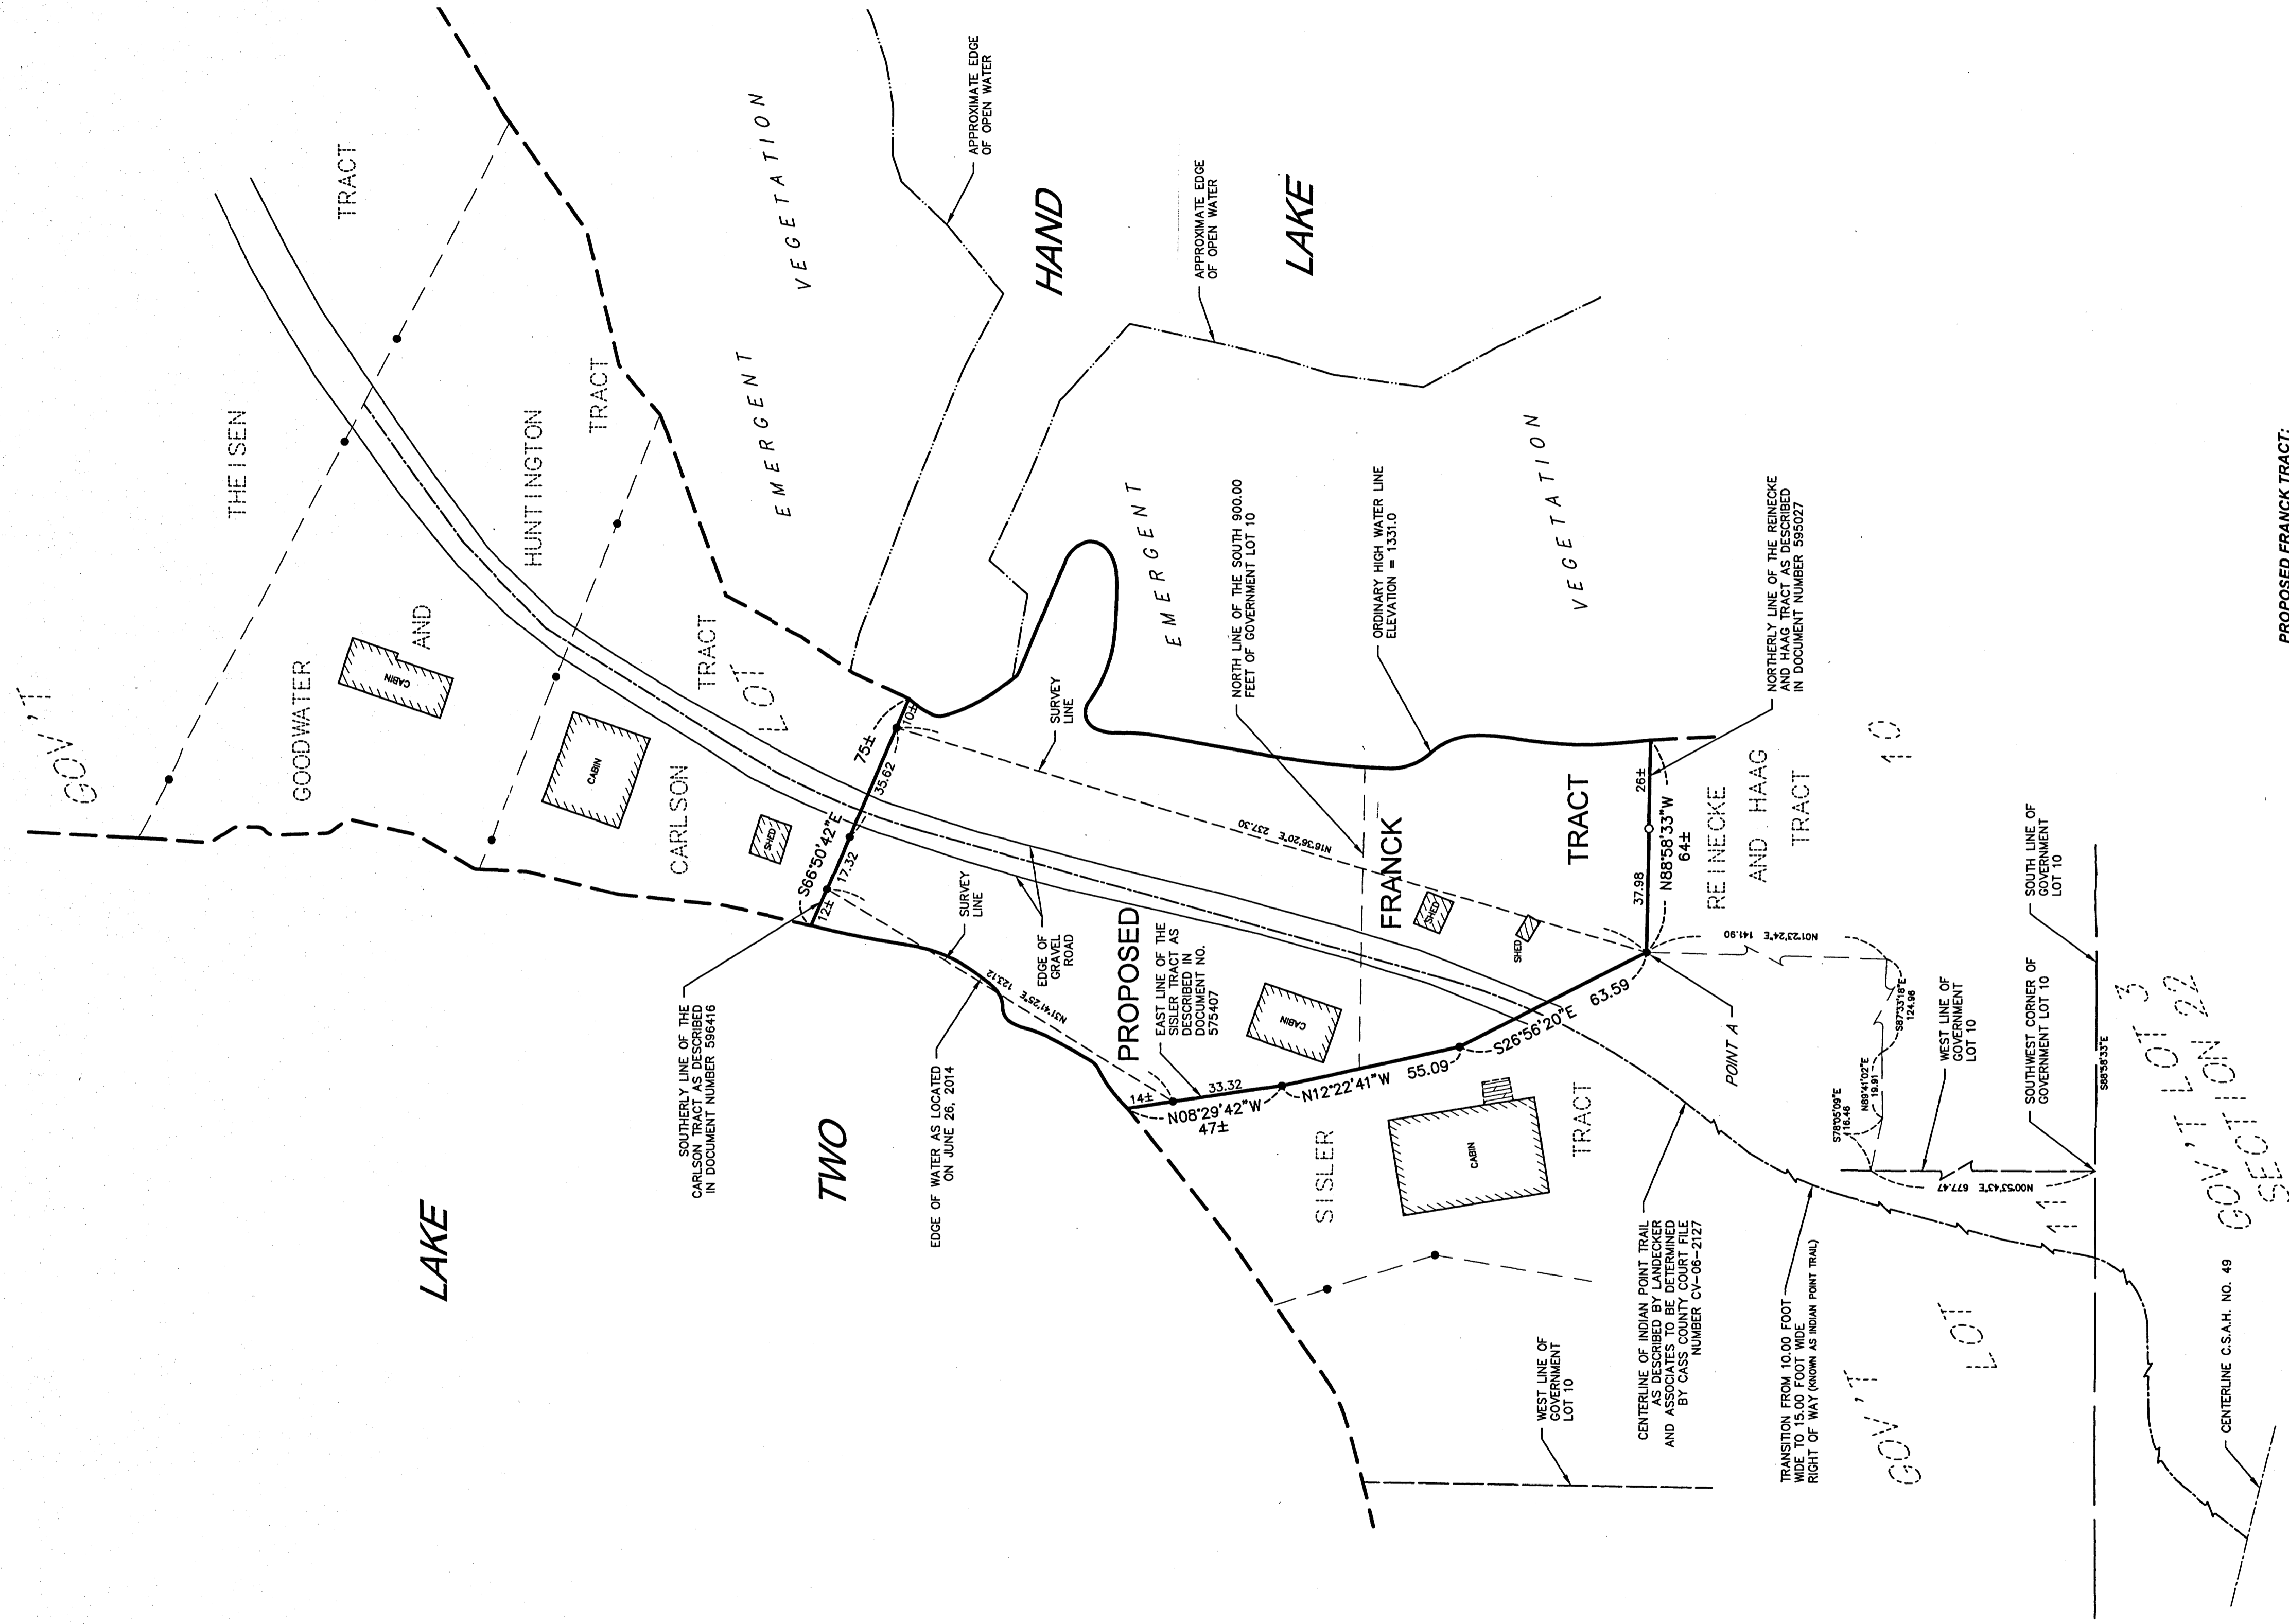 GOV'T
THEISEN
TRACT
GOODWATER
AND
HUNTINGTON
TRACT
CABIN
CABIN
CARLSON
TRACT
LOT
SHED
EMERGENT
VEGETATION
APPROXIMATE EDGE
OF OPEN WATER
HAND
LAKE
APPROXIMATE EDGE
OF OPEN WATER
EMERGENT
VEGETATION
LAKE
TWO
SOUTHERLY LINE OF THE
CARLSON TRACT AS DESCRIBED
IN DOCUMENT NUMBER 596416
S66°50'42"E
75±
12±
17.32
35.62
10±
SURVEY
LINE
SURVEY
LINE
EDGE OF WATER AS LOCATED
ON JUNE 26, 2014
N31°41'25"E 123.12
EDGE OF
GRAVEL
ROAD
N16°36'20"E 237.30
NORTH LINE OF THE SOUTH 900.00
FEET OF GOVERNMENT LOT 10
ORDINARY HIGH WATER LINE
ELEVATION = 1331.0
PROPOSED
FRANCK
TRACT
EAST LINE OF THE
SISLER TRACT AS
DESCRIBED IN
DOCUMENT NO.
575407
CABIN
SHED
SHED
14±
33.32
N08°29'42"W
47±
N12°22'41"W
55.09
S26°56'20"E
63.59
37.98
26±
N88°58'33"W
64±
NORTHERLY LINE OF THE REINECKE
AND HAAG TRACT AS DESCRIBED
IN DOCUMENT NUMBER 595027
REINECKE
AND HAAG
TRACT
10
SISLER
TRACT
CABIN
POINT A
N01°23'24"E 141.90
S87°33'18"E
124.96
N89°41'02"E
19.91
S78°05'09"E
16.46
WEST LINE OF
GOVERNMENT
LOT 10
N00°53'43"E 677.47
SOUTHWEST CORNER OF
GOVERNMENT LOT 10
SOUTH LINE OF
GOVERNMENT
LOT 10
S88°58'33"E
WEST LINE OF
GOVERNMENT
LOT 10
CENTERLINE OF INDIAN POINT TRAIL
AS DESCRIBED BY LANDECKER
AND ASSOCIATES TO BE DETERMINED
BY CASS COUNTY COURT FILE
NUMBER CV-06-2127
TRANSITION FROM 10.00 FOOT
WIDE TO 15.00 FOOT WIDE
RIGHT OF WAY (KNOWN AS INDIAN POINT TRAIL)
GOV'T
LOT
11
GOV'T LOT 3
SECTION 22
CENTERLINE C.S.A.H. NO. 49
PROPOSED FRANCK TRACT: